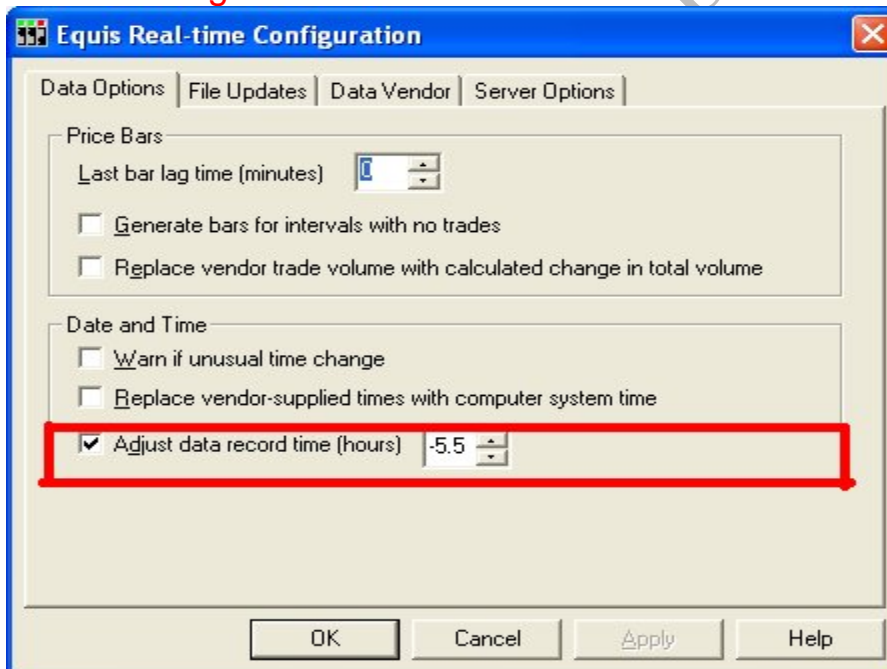 Equis Real-time Configuration
Data Options File Updates Data Vendor Server Options
Price Bars
Last bar lag time (minutes) 0
Generate bars for intervals with no trades
Replace vendor trade volume with calculated change in total volume
Date and Time
Warn if unusual time change
Replace vendor-supplied times with computer system time
Adjust data record time (hours) -5.5
OK Cancel Apply Help